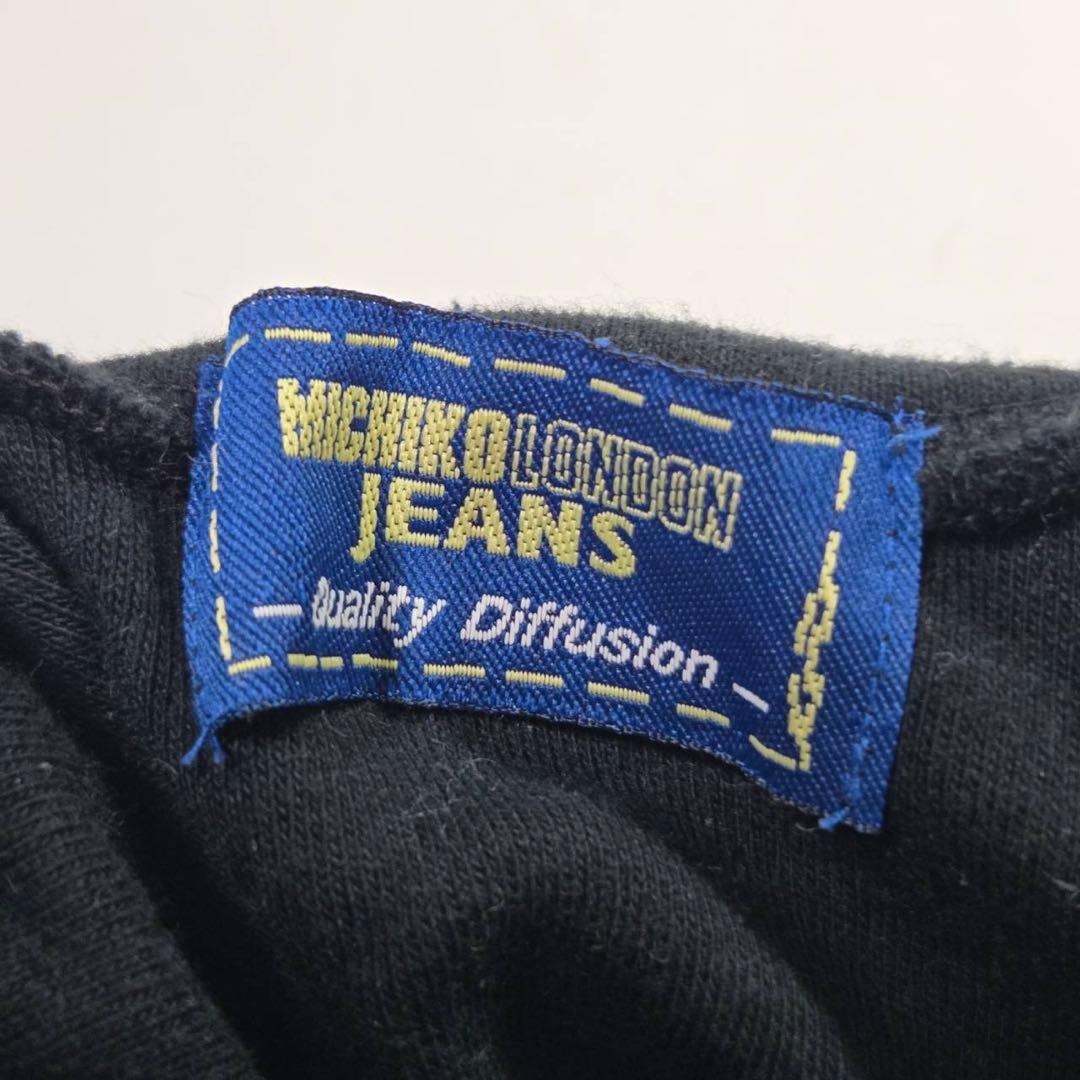 MICHIKO LONDON
JEANS
- Quality Diffusion -